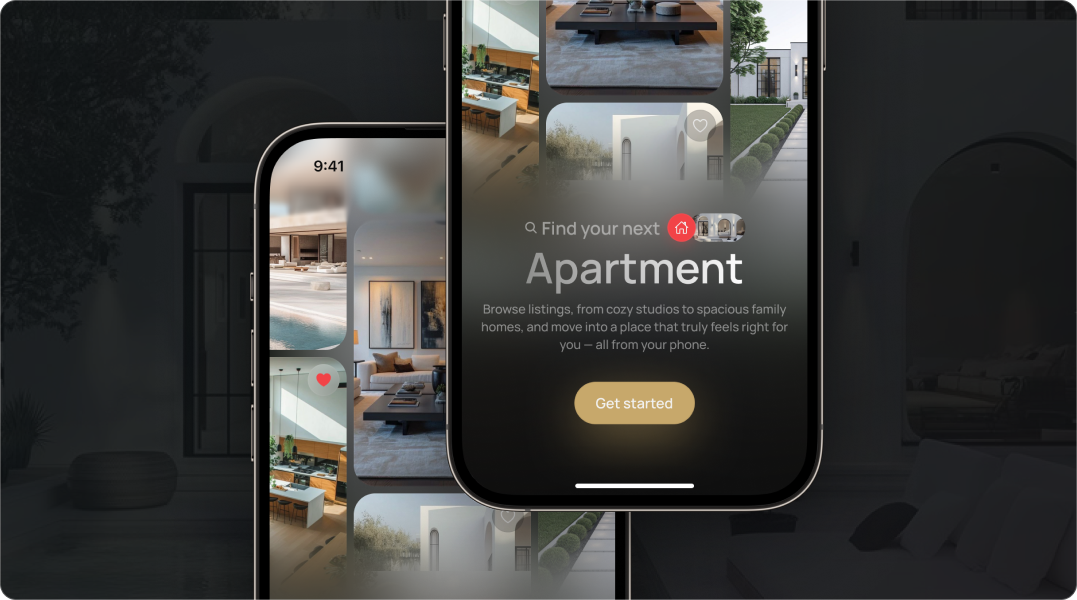 9:41
Find your next
Apartment
Browse listings, from cozy studios to spacious family
homes, and move into a place that truly feels right for
you — all from your phone.
Get started